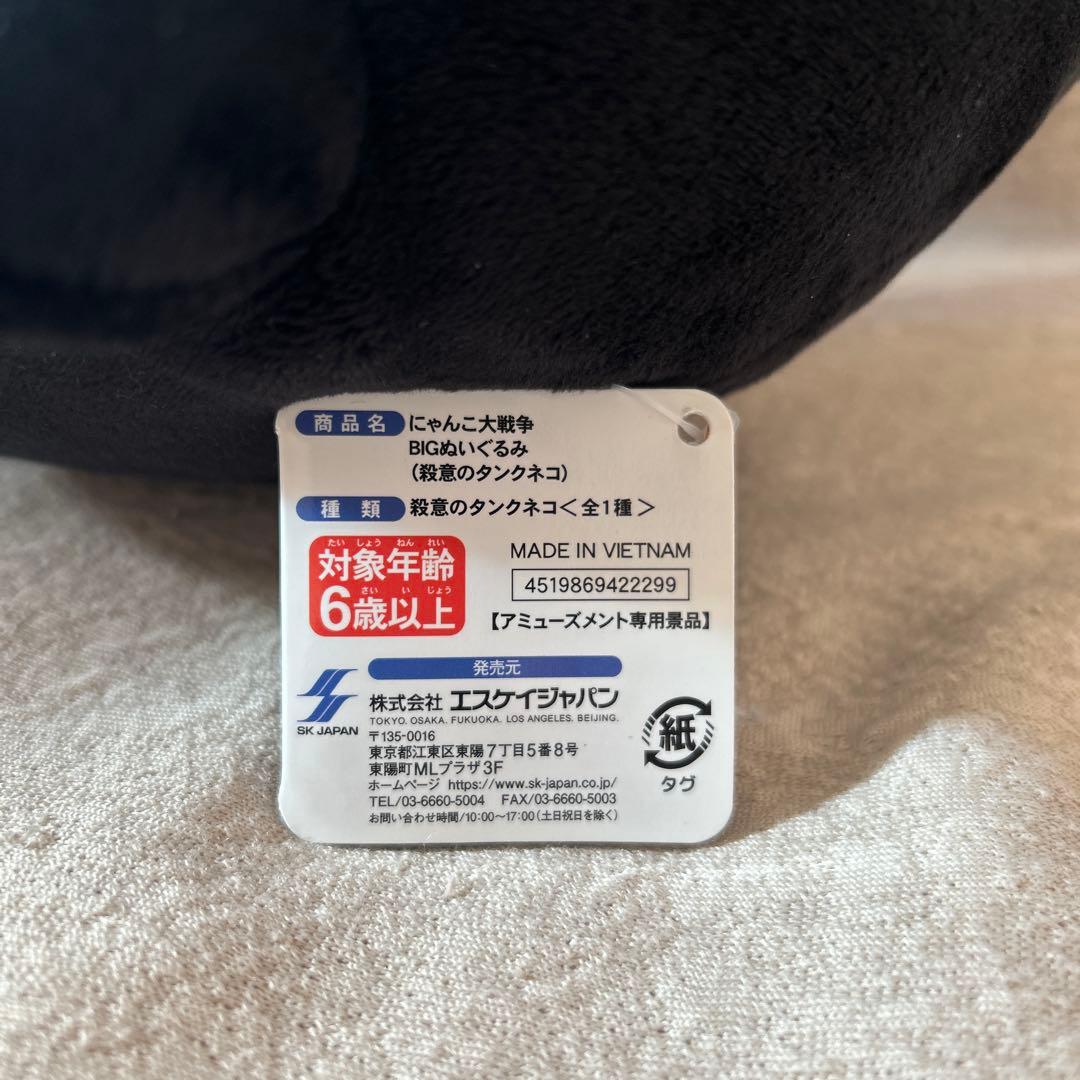 商品名 にゃんこ大戦争
BIGぬいぐるみ
(殺意のタンクネコ)
種類 殺意のタンクネコ<全1種>
たい しょう ねん れい
対象年齢
さい い じょう
6歳以上
MADE IN VIETNAM
4519869422299
【アミューズメント専用景品】
発売元
SK JAPAN
株式会社 エスケイジャパン
TOKYO. OSAKA. FUKUOKA. LOS ANGELES. BEIJING.
〒135-0016
東京都江東区東陽7丁目5番8号
東陽町MLプラザ3F
ホームページ https://www.sk-japan.co.jp/
TEL/03-6660-5004 FAX/03-6660-5003
お問い合わせ時間/10:00~17:00(土日祝日を除く)
紙
タグ